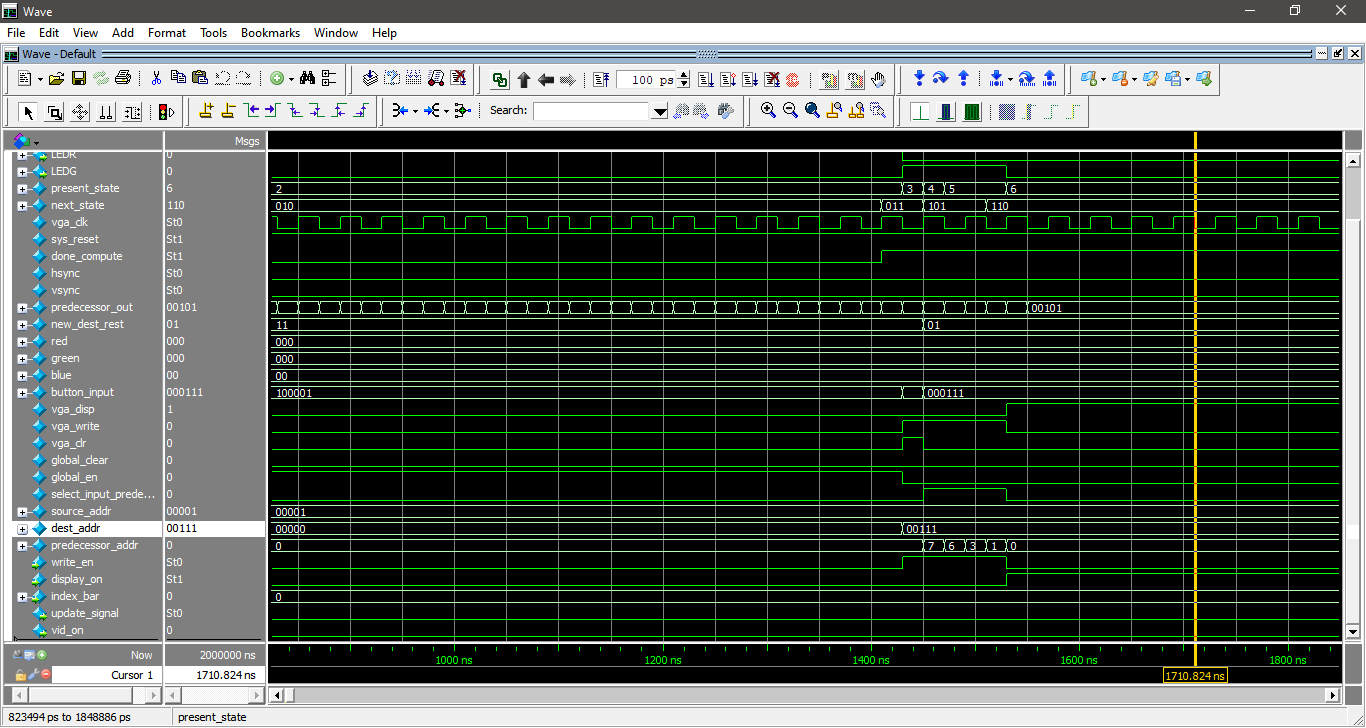 Wave
File Edit View Add Format Tools Bookmarks Window Help
Wave - Default
100 ps
Search:
Msgs
LEDR 0
LEDG 0
present_state 6 2 3 4 5 6
next_state 110 010 011 101 110
vga_clk St0
sys_reset St1
done_compute St1
hsync St0
vsync St0
predecessor_out 00101 00101
new_dest_rest 01 11 01
red 000 000
green 000 000
blue 00 00
button_input 000111 100001 000111
vga_disp 1
vga_write 0
vga_clr 0
global_clear 0
global_en 0
select_input_prede... 0
source_addr 00001 00001
dest_addr 00111 00000 00111
predecessor_addr 0 0 7 6 3 1 0
write_en St0
display_on St1
index_bar 0 0
update_signal St0
vid_on 0
Now 2000000 ns 1000 ns 1200 ns 1400 ns 1600 ns 1800 ns
Cursor 1 1710.824 ns 1710.824 ns
823494 ps to 1848886 ps present_state